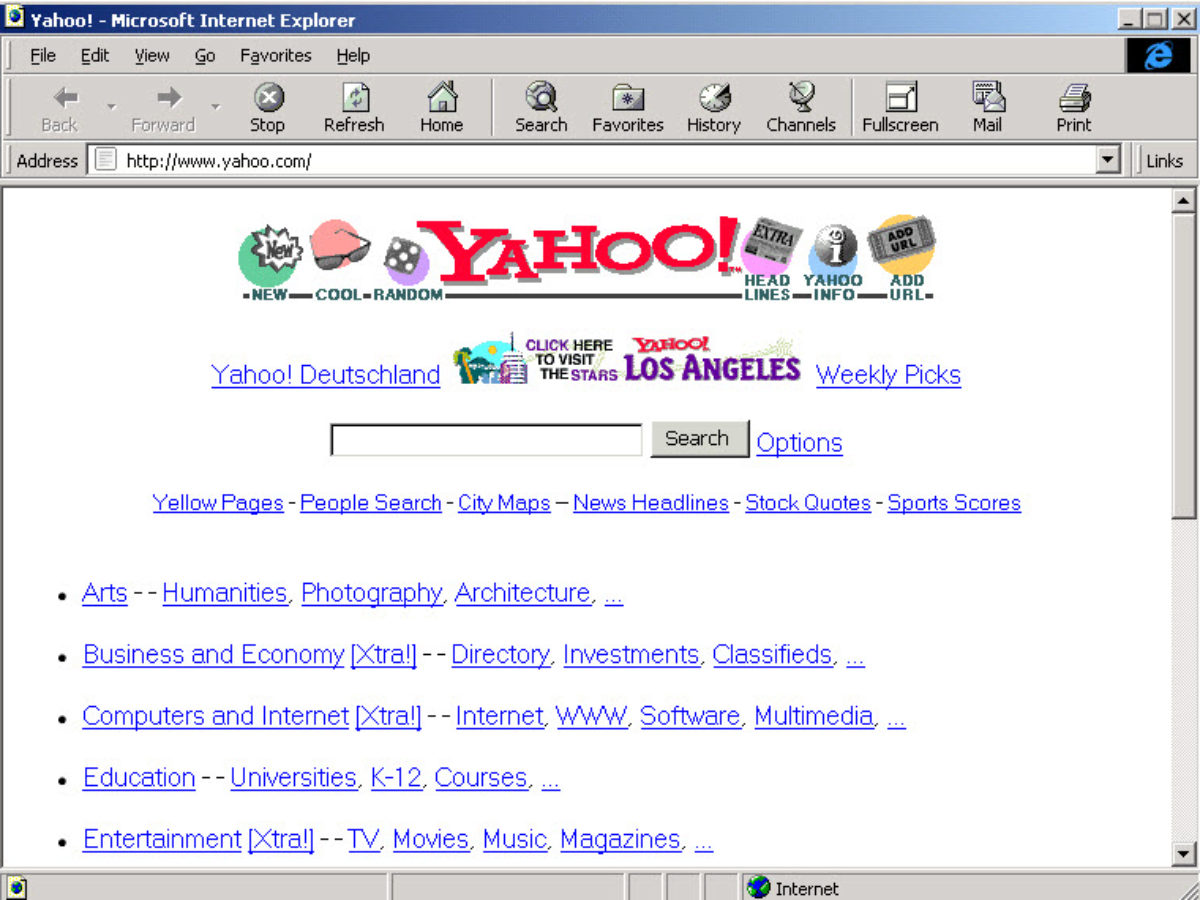 Yahoo! - Microsoft Internet Explorer
File Edit View Go Favorites Help
Back Forward Stop Refresh Home Search Favorites History Channels Fullscreen Mail Print
Address http://www.yahoo.com/ Links
New YAHOO! EXTRA i ADD URL
NEW COOL RANDOM HEAD LINES YAHOO INFO ADD URL
Yahoo! Deutschland CLICK HERE TO VISIT THE STARS YAHOO! LOS ANGELES Weekly Picks
Search Options
Yellow Pages - People Search - City Maps – News Headlines - Stock Quotes - Sports Scores
• Arts -- Humanities, Photography, Architecture, ...
• Business and Economy [Xtra!] -- Directory, Investments, Classifieds, ...
• Computers and Internet [Xtra!] -- Internet, WWW, Software, Multimedia, ...
• Education -- Universities, K-12, Courses, ...
• Entertainment [Xtra!] -- TV, Movies, Music, Magazines, ...
Internet